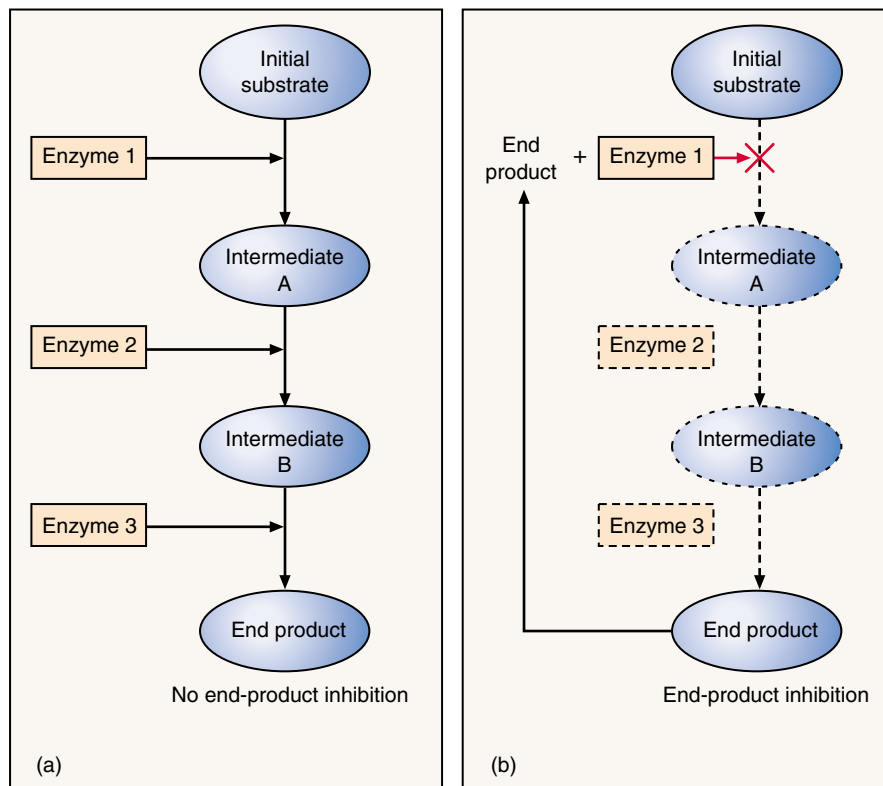 Initial
substrate
Enzyme 1
Intermediate
A
Enzyme 2
Intermediate
B
Enzyme 3
End product
No end-product inhibition
(a)
Initial
substrate
End
product
+
Enzyme 1
Intermediate
A
Enzyme 2
Intermediate
B
Enzyme 3
End product
End-product inhibition
(b)